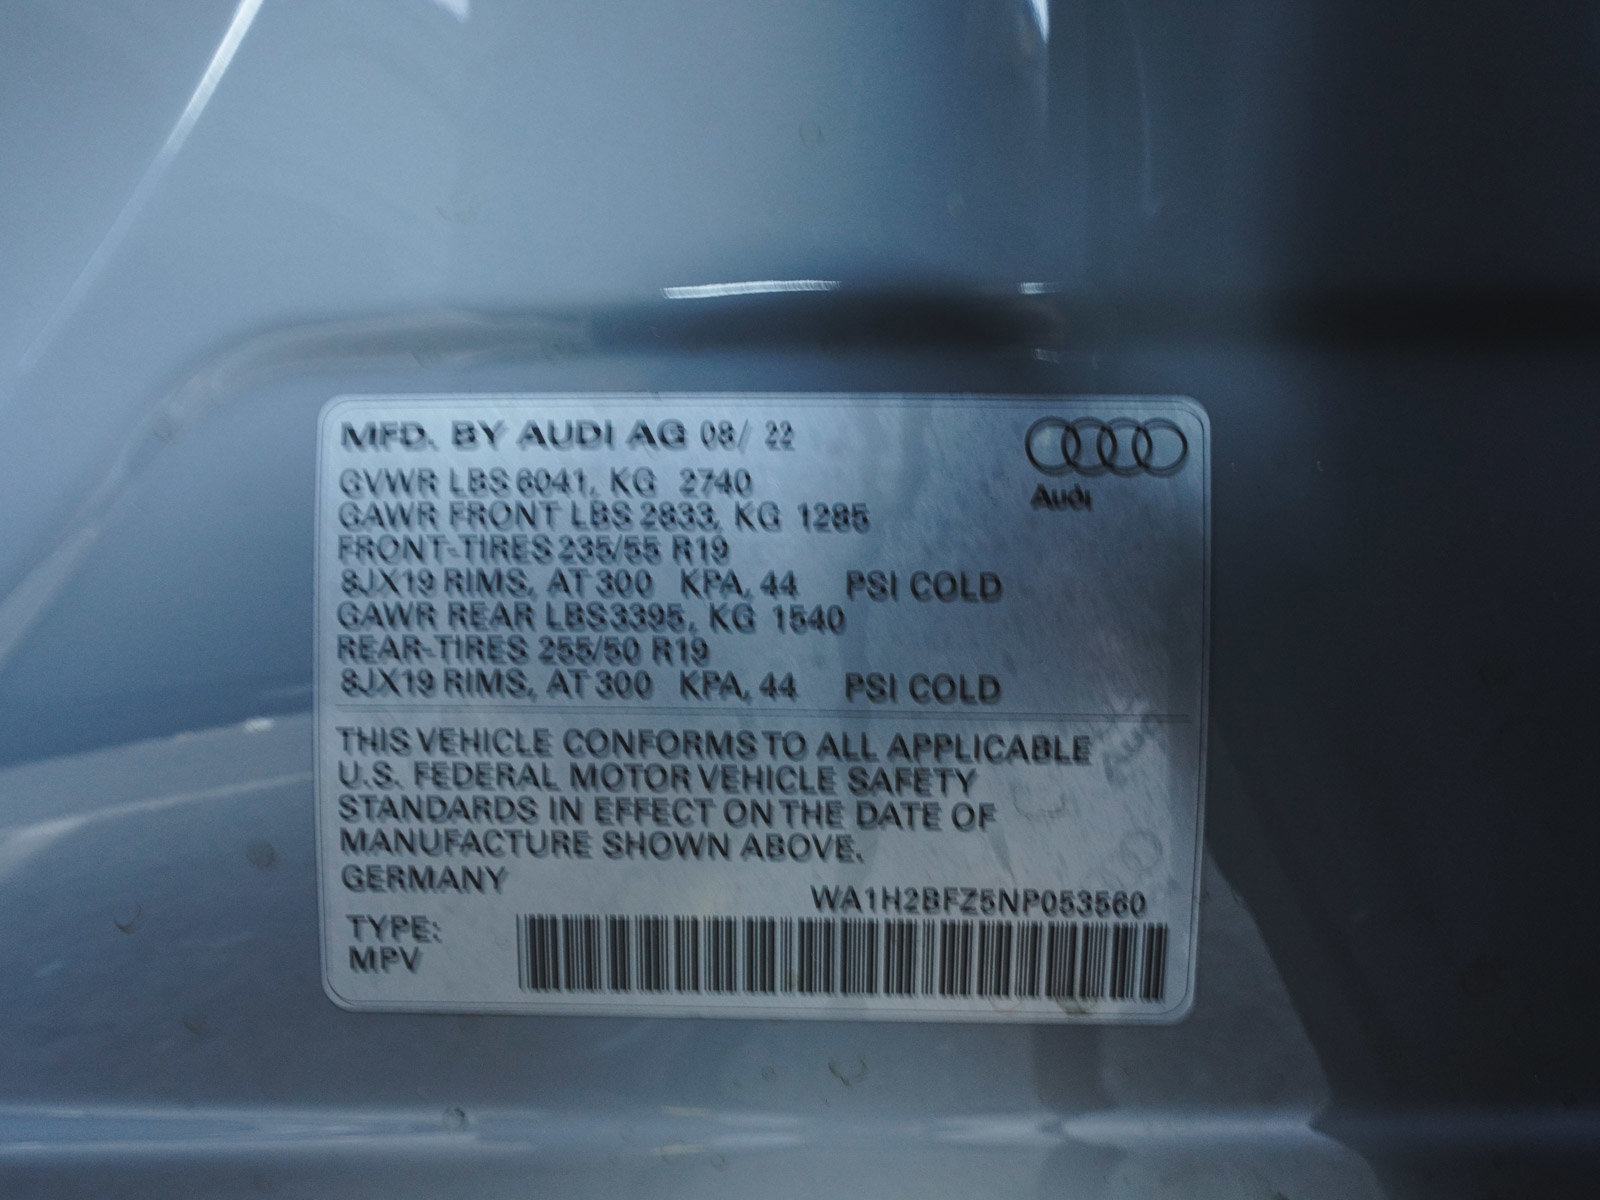 MFD. BY AUDI AG 08/ 22
Audi
GVWR LBS 6041, KG 2740
GAWR FRONT LBS 2833, KG 1285
FRONT-TIRES 235/55 R19
8JX19 RIMS, AT 300 KPA, 44 PSI COLD
GAWR REAR LBS 3395, KG 1540
REAR-TIRES 255/50 R19
8JX19 RIMS, AT 300 KPA, 44 PSI COLD
THIS VEHICLE CONFORMS TO ALL APPLICABLE
U.S. FEDERAL MOTOR VEHICLE SAFETY
STANDARDS IN EFFECT ON THE DATE OF
MANUFACTURE SHOWN ABOVE.
GERMANY
WA1H2BFZ5NP053560
TYPE:
MPV